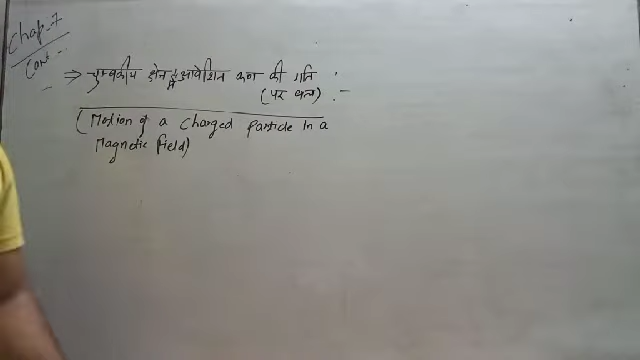 Chap-7
Cont -
⇒ चुम्बकीय क्षेत्र में आवेशित कण की गति :
(पर बल) :-
(Motion of a charged particle In a
Magnetic field)